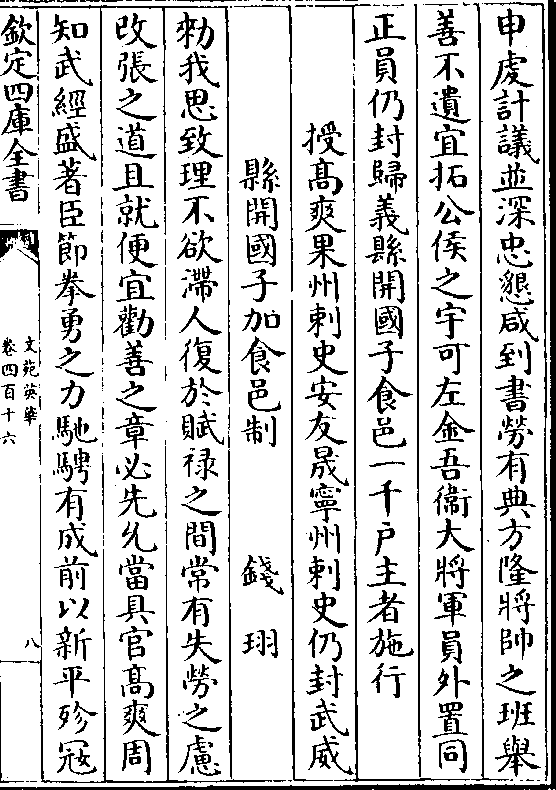 申虔計議並深忠懇咸到書勞有典方隆將帥之班舉
善不遺宜拓公侯之宇可左金吾衞大將軍員外置同
正員仍封歸義縣開國子食邑一千户主者施行
授髙爽果州刺史安友晟寧州刺史仍封武威
縣開國子加食邑制　錢珝
勑我思致理不欲滯人復於賦禄之間常有失勞之慮
改張之道且就便宜勸善之章必先允當具官髙爽周
知武經盛著臣節拳勇之力馳騁有成前以新平殄冦
欽定四庫全書
文苑英華
卷四百十六
八